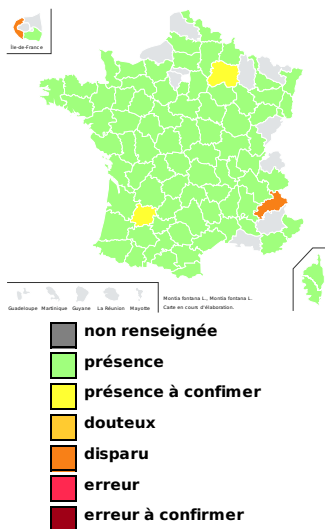 Île-de-France
Guadeloupe Martinique Guyane La Réunion Mayotte
Montia fontana L., Montia fontana L.
Carte en cours d'élaboration.
non renseignée
présence
présence à confimer
douteux
disparu
erreur
erreur à confirmer